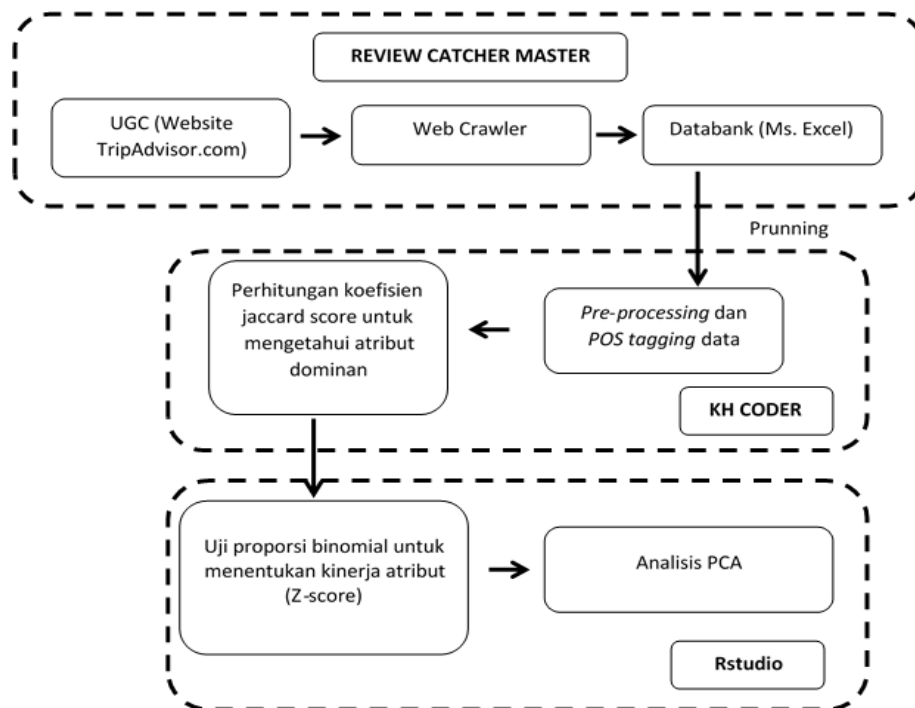 REVIEW CATCHER MASTER
UGC (Website
TripAdvisor.com)
Web Crawler
Databank (Ms. Excel)
Prunning
Pre-processing dan
POS tagging data
Perhitungan koefisien
jaccard score untuk
mengetahui atribut
dominan
KH CODER
Uji proporsi binomial untuk
menentukan kinerja atribut
(Z-score)
Analisis PCA
Rstudio